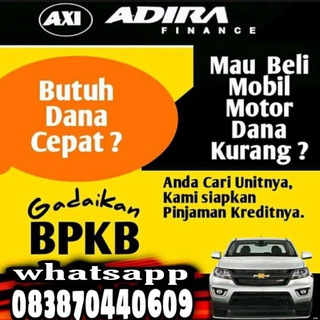 AXI ADIRA
FINANCE
Butuh
Dana
Cepat ?
Mau Beli
Mobil
Motor
Dana
Kurang ?
Anda Cari Unitnya,
Kami siapkan
Pinjaman Kreditnya.
Gadaikan
BPKB
whatsapp
083870440609